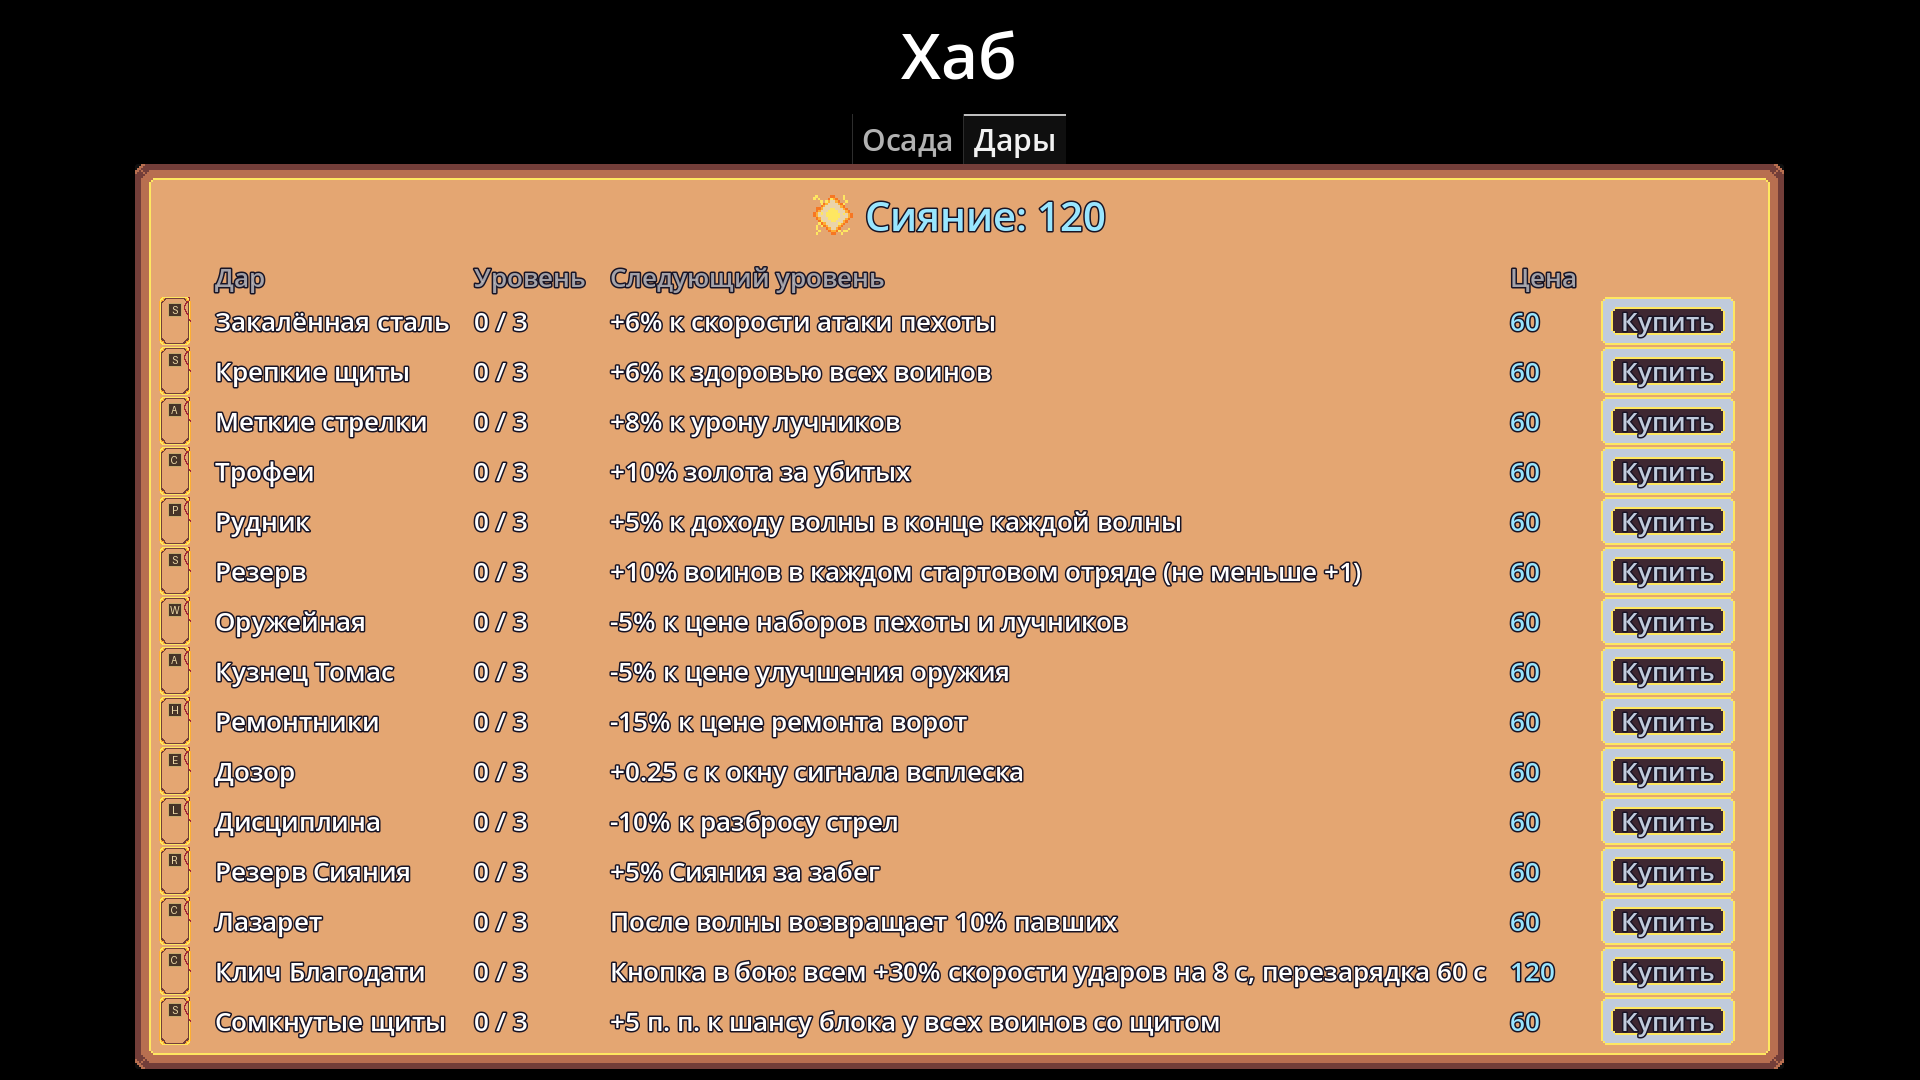 Хаб
Осада Дары
Сияние: 120
Дар Уровень Следующий уровень Цена
S Закалённая сталь 0 / 3 +6% к скорости атаки пехоты 60 Купить
S Крепкие щиты 0 / 3 +6% к здоровью всех воинов 60 Купить
A Меткие стрелки 0 / 3 +8% к урону лучников 60 Купить
C Трофеи 0 / 3 +10% золота за убитых 60 Купить
P Рудник 0 / 3 +5% к доходу волны в конце каждой волны 60 Купить
S Резерв 0 / 3 +10% воинов в каждом стартовом отряде (не меньше +1) 60 Купить
W Оружейная 0 / 3 -5% к цене наборов пехоты и лучников 60 Купить
A Кузнец Томас 0 / 3 -5% к цене улучшения оружия 60 Купить
H Ремонтники 0 / 3 -15% к цене ремонта ворот 60 Купить
E Дозор 0 / 3 +0.25 с к окну сигнала всплеска 60 Купить
L Дисциплина 0 / 3 -10% к разбросу стрел 60 Купить
R Резерв Сияния 0 / 3 +5% Сияния за забег 60 Купить
C Лазарет 0 / 3 После волны возвращает 10% павших 60 Купить
C Клич Благодати 0 / 3 Кнопка в бою: всем +30% скорости ударов на 8 с, перезарядка 60 с 120 Купить
S Сомкнутые щиты 0 / 3 +5 п. п. к шансу блока у всех воинов со щитом 60 Купить